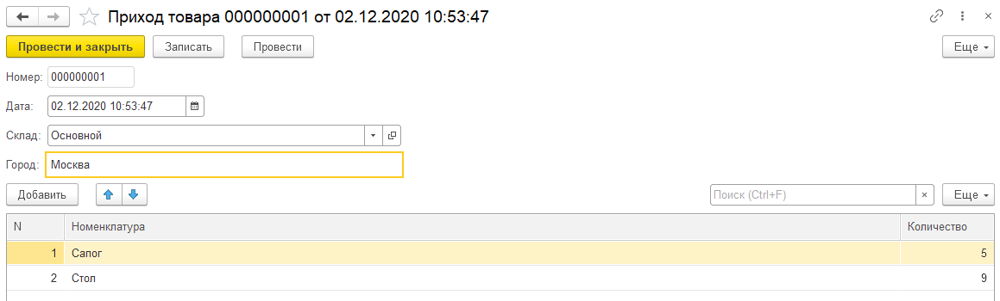 Приход товара 000000001 от 02.12.2020 10:53:47
Провести и закрыть Записать Провести Еще
Номер: 000000001
Дата: 02.12.2020 10:53:47
Склад: Основной
Город: Москва
Добавить Поиск (Ctrl+F) × Еще
N Номенклатура Количество
1 Сапог 5
2 Стол 9